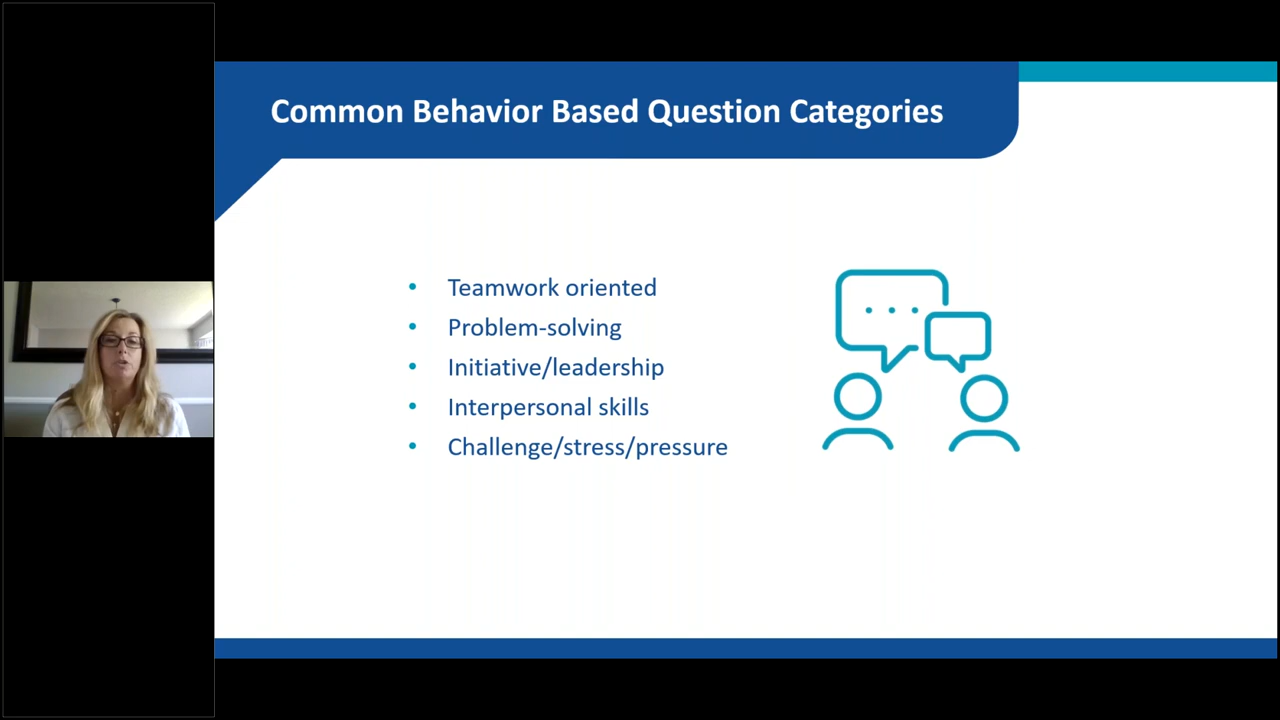 Common Behavior Based Question Categories
• Teamwork oriented
• Problem-solving
• Initiative/leadership
• Interpersonal skills
• Challenge/stress/pressure